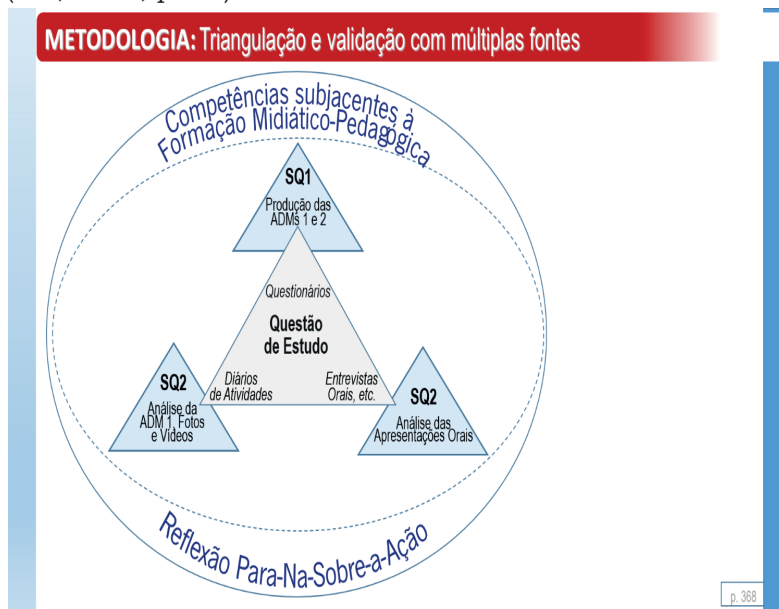 METODOLOGIA: Triangulação e validação com múltiplas fontes
Competências subjacentes à
Formação Midiático-Pedagógica
SQ1
Produção das
ADMs 1 e 2
Questionários
Questão
de Estudo
Diários
de Atividades
Entrevistas
Orais, etc.
SQ2
Análise da
ADM 1, Fotos
e Vídeos
SQ2
Análise das
Apresentações Orais
Reflexão Para-Na-Sobre-a-Ação
p. 368